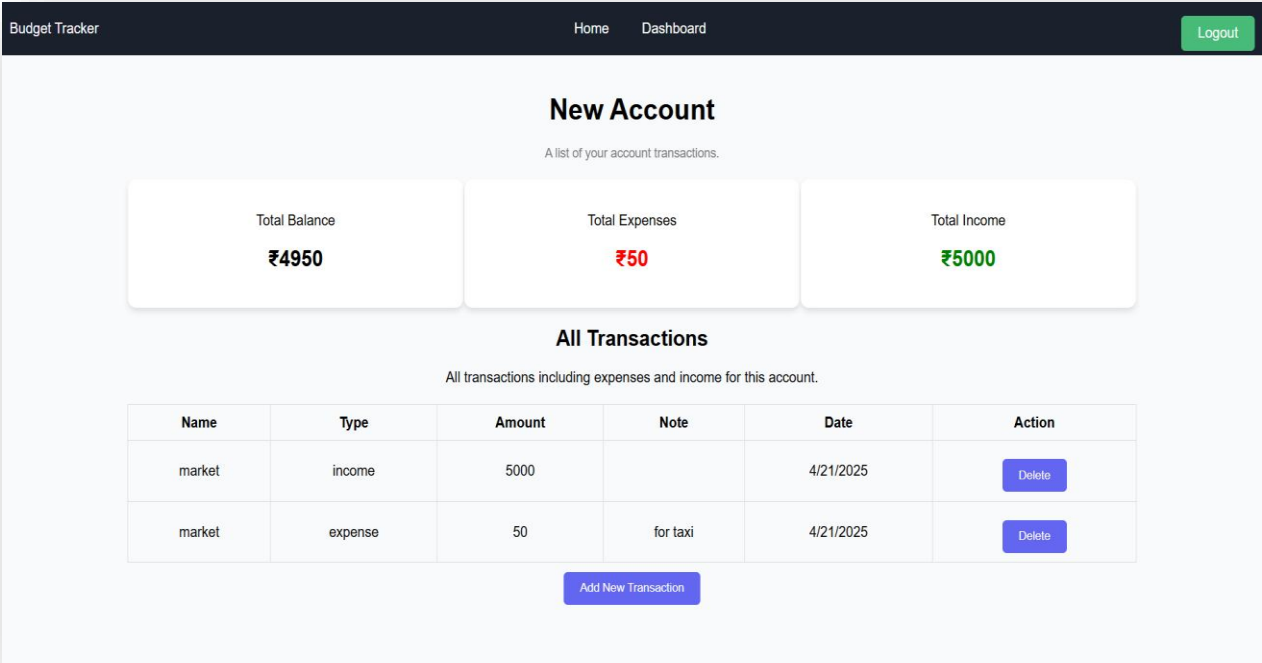 Budget Tracker Home Dashboard Logout
New Account
A list of your account transactions.
Total Balance Total Expenses Total Income
₹4950 ₹50 ₹5000
All Transactions
All transactions including expenses and income for this account.
Name Type Amount Note Date Action
market income 5000 4/21/2025 Delete
market expense 50 for taxi 4/21/2025 Delete
Add New Transaction